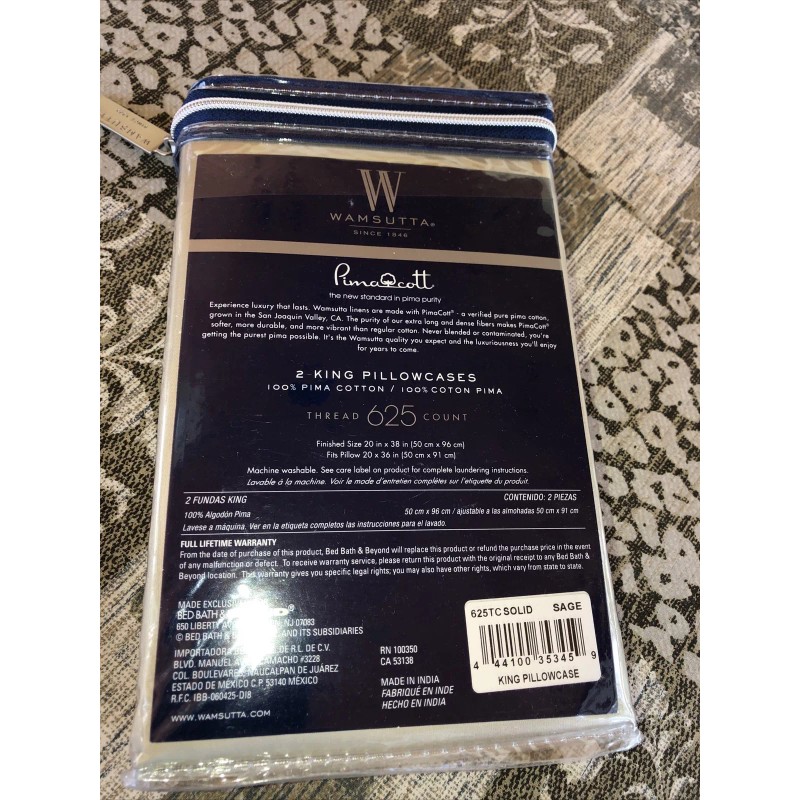 W
WAMSUTTA®
SINCE 1846
PimaCott
the new standard in pima purity
Experience luxury that lasts. Wamsutta linens are made with PimaCott® - a verified pure pima cotton,
grown in the San Joaquin Valley, CA. The purity of our extra long and dense fibers makes PimaCott®
softer, more durable, and more vibrant than regular cotton. Never blended or contaminated, you're
getting the purest pima possible. It's the Wamsutta quality you expect and the luxuriousness you'll enjoy
for years to come.
2 KING PILLOWCASES
100% PIMA COTTON / 100% COTON PIMA
THREAD 625 COUNT
Finished Size 20 in x 38 in (50 cm x 96 cm)
Fits Pillow 20 x 36 in (50 cm x 91 cm)
Machine washable. See care label on product for complete laundering instructions.
Lavable à la machine. Voir le mode d'entretien complètes sur l'etiquette du produit.
2 FUNDAS KING CONTENIDO: 2 PIEZAS
100% Algodón Pima 50 cm x 96 cm / ajustable a las almohadas 50 cm x 91 cm
Lavese a máquina. Ver en la etiqueta completos las instrucciones para el lavado.
FULL LIFETIME WARRANTY
From the date of purchase of this product, Bed Bath & Beyond will replace this product or refund the purchase price in the event
of any malfunction or defect. To receive warranty service, please return this product with the original receipt to any Bed Bath &
Beyond location. This warranty gives you specific legal rights; you may also have other rights, which vary from state to state.
MADE EXCLUSIV
BED BATH &
650 LIBERTY AV NJ 07083
© BED BATH & AND ITS SUBSIDIARIES
IMPORTADORA DE R.L. DE C.V.
BLVD. MANUEL CAMACHO #3228
COL. BOULEVARES NAUCALPAN DE JUÁREZ
ESTADO DE MÉXICO C.P. 53140 MÉXICO
R.F.C. IBB-060425-DI8
WWW.WAMSUTTA.COM
RN 100350
CA 53138
MADE IN INDIA
FABRIQUÉ EN INDE
HECHO EN INDIA
625TC SOLID SAGE
4 44100 35345 9
KING PILLOWCASE